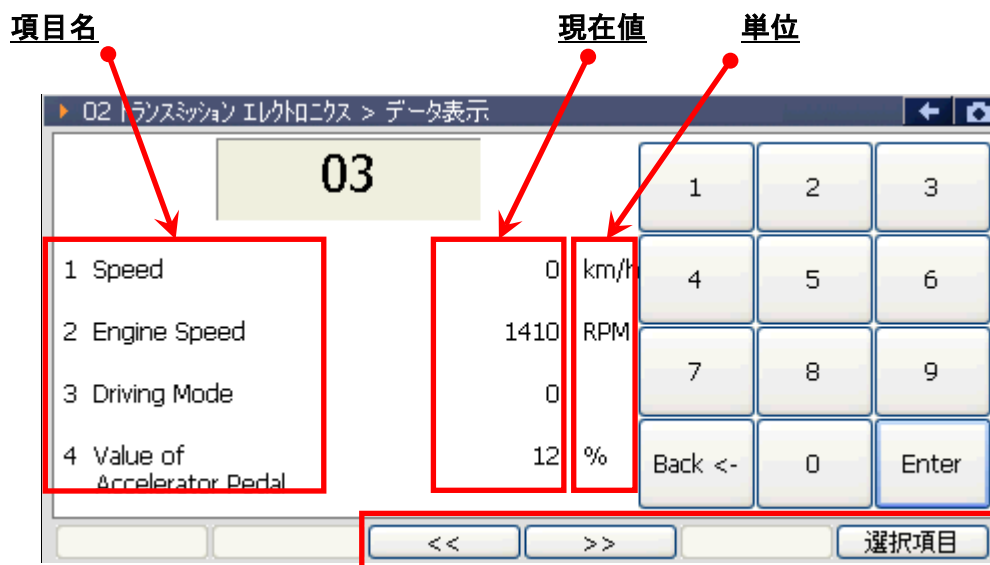 項目名 現在値 単位
02 トランスミッション エレクトロニクス > データ表示
03
1 2 3
1 Speed 0 km/h
4 5 6
2 Engine Speed 1410 RPM
7 8 9
3 Driving Mode 0
4 Value of Accelerator Pedal 12 %
Back <- 0 Enter
<< >> 選択項目